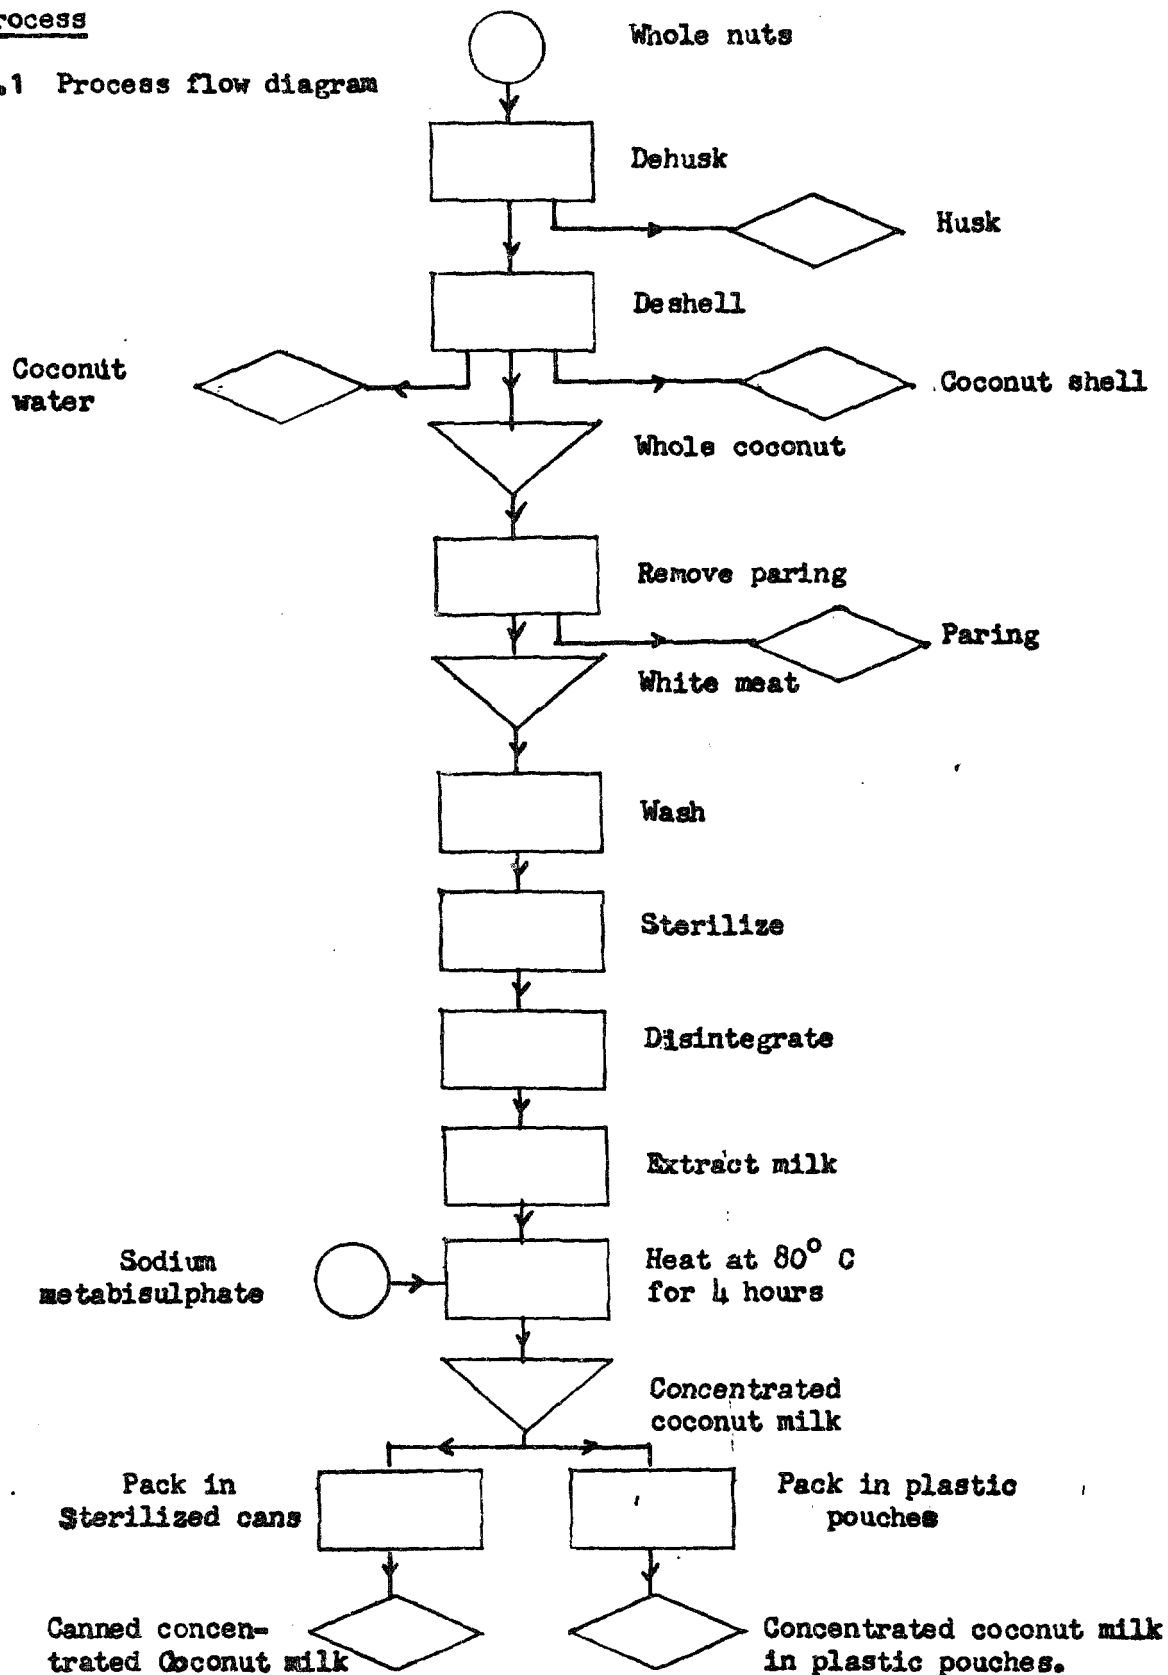 rocess
.1 Process flow diagram
Whole nuts
Dehusk
Husk
Deshell
Coconut
water
Coconut shell
Whole coconut
Remove paring
Paring
White meat
Wash
Sterilize
Disintegrate
Extract milk
Sodium
metabisulphate
Heat at 80° C
for 4 hours
Concentrated
coconut milk
Pack in
Sterilized cans
Pack in plastic
pouches
Canned concen-
trated Coconut milk
Concentrated coconut milk
in plastic pouches.